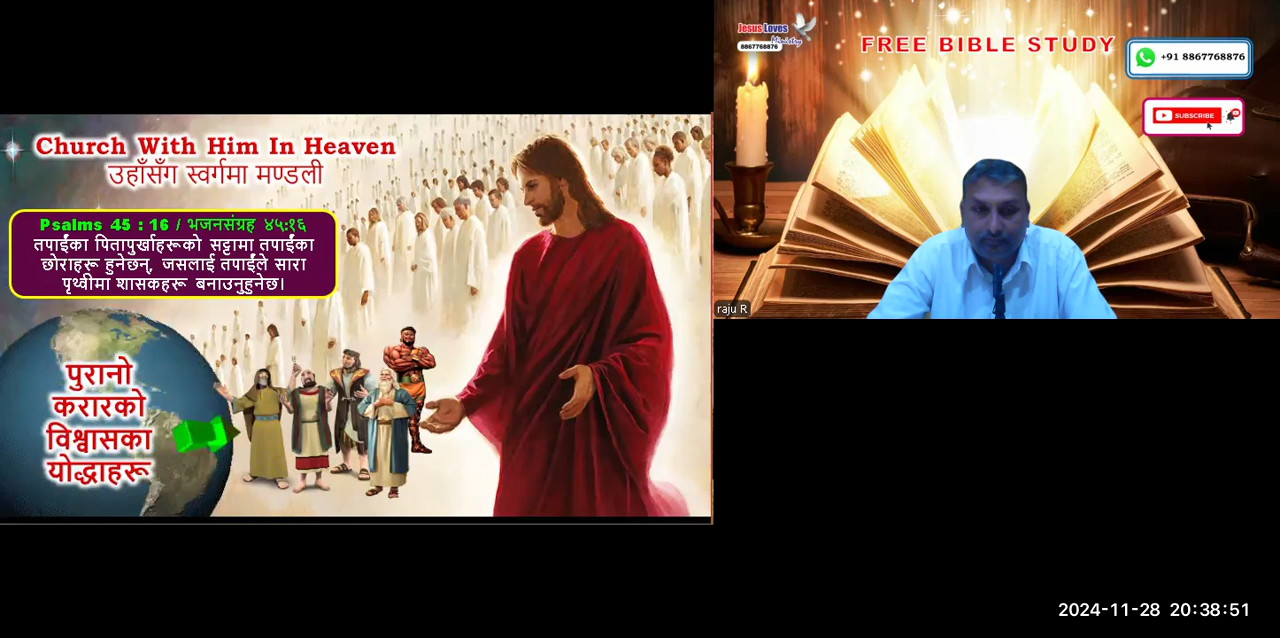 Church With Him In Heaven
उहाँसँग स्वर्गमा मण्डली
Psalms 45 : 16 / भजनसंग्रह ४५:१६
तपाईंका पितापुर्खाहरूको सट्टामा तपाईंका
छोराहरू हुनेछन्, जसलाई तपाईंले सारा
पृथ्वीमा शासकहरू बनाउनुहुनेछ।
पुरानो
करारको
विश्वासका
योद्धाहरू
Jesus Loves
Ministry
8867768876
FREE BIBLE STUDY
+91 8867768876
SUBSCRIBE
raju R
2024-11-28 20:38:51